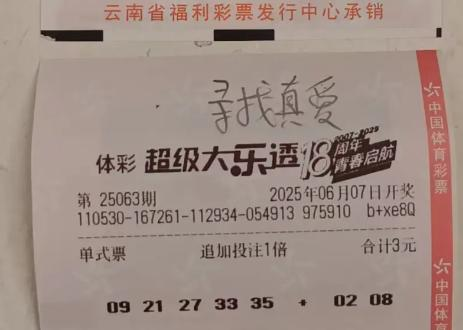 云南省福利彩票发行中心承销
寻找真爱
体彩 超级大乐透 18周年 2007-2025 青春启航
第 25063期 2025年06月07日开奖
110530-167261-112934-054913 975910 b+xe8Q
单式票 追加投注1倍 合计3元
09 21 27 33 35 * 02 08
中国体育彩票
中国体育